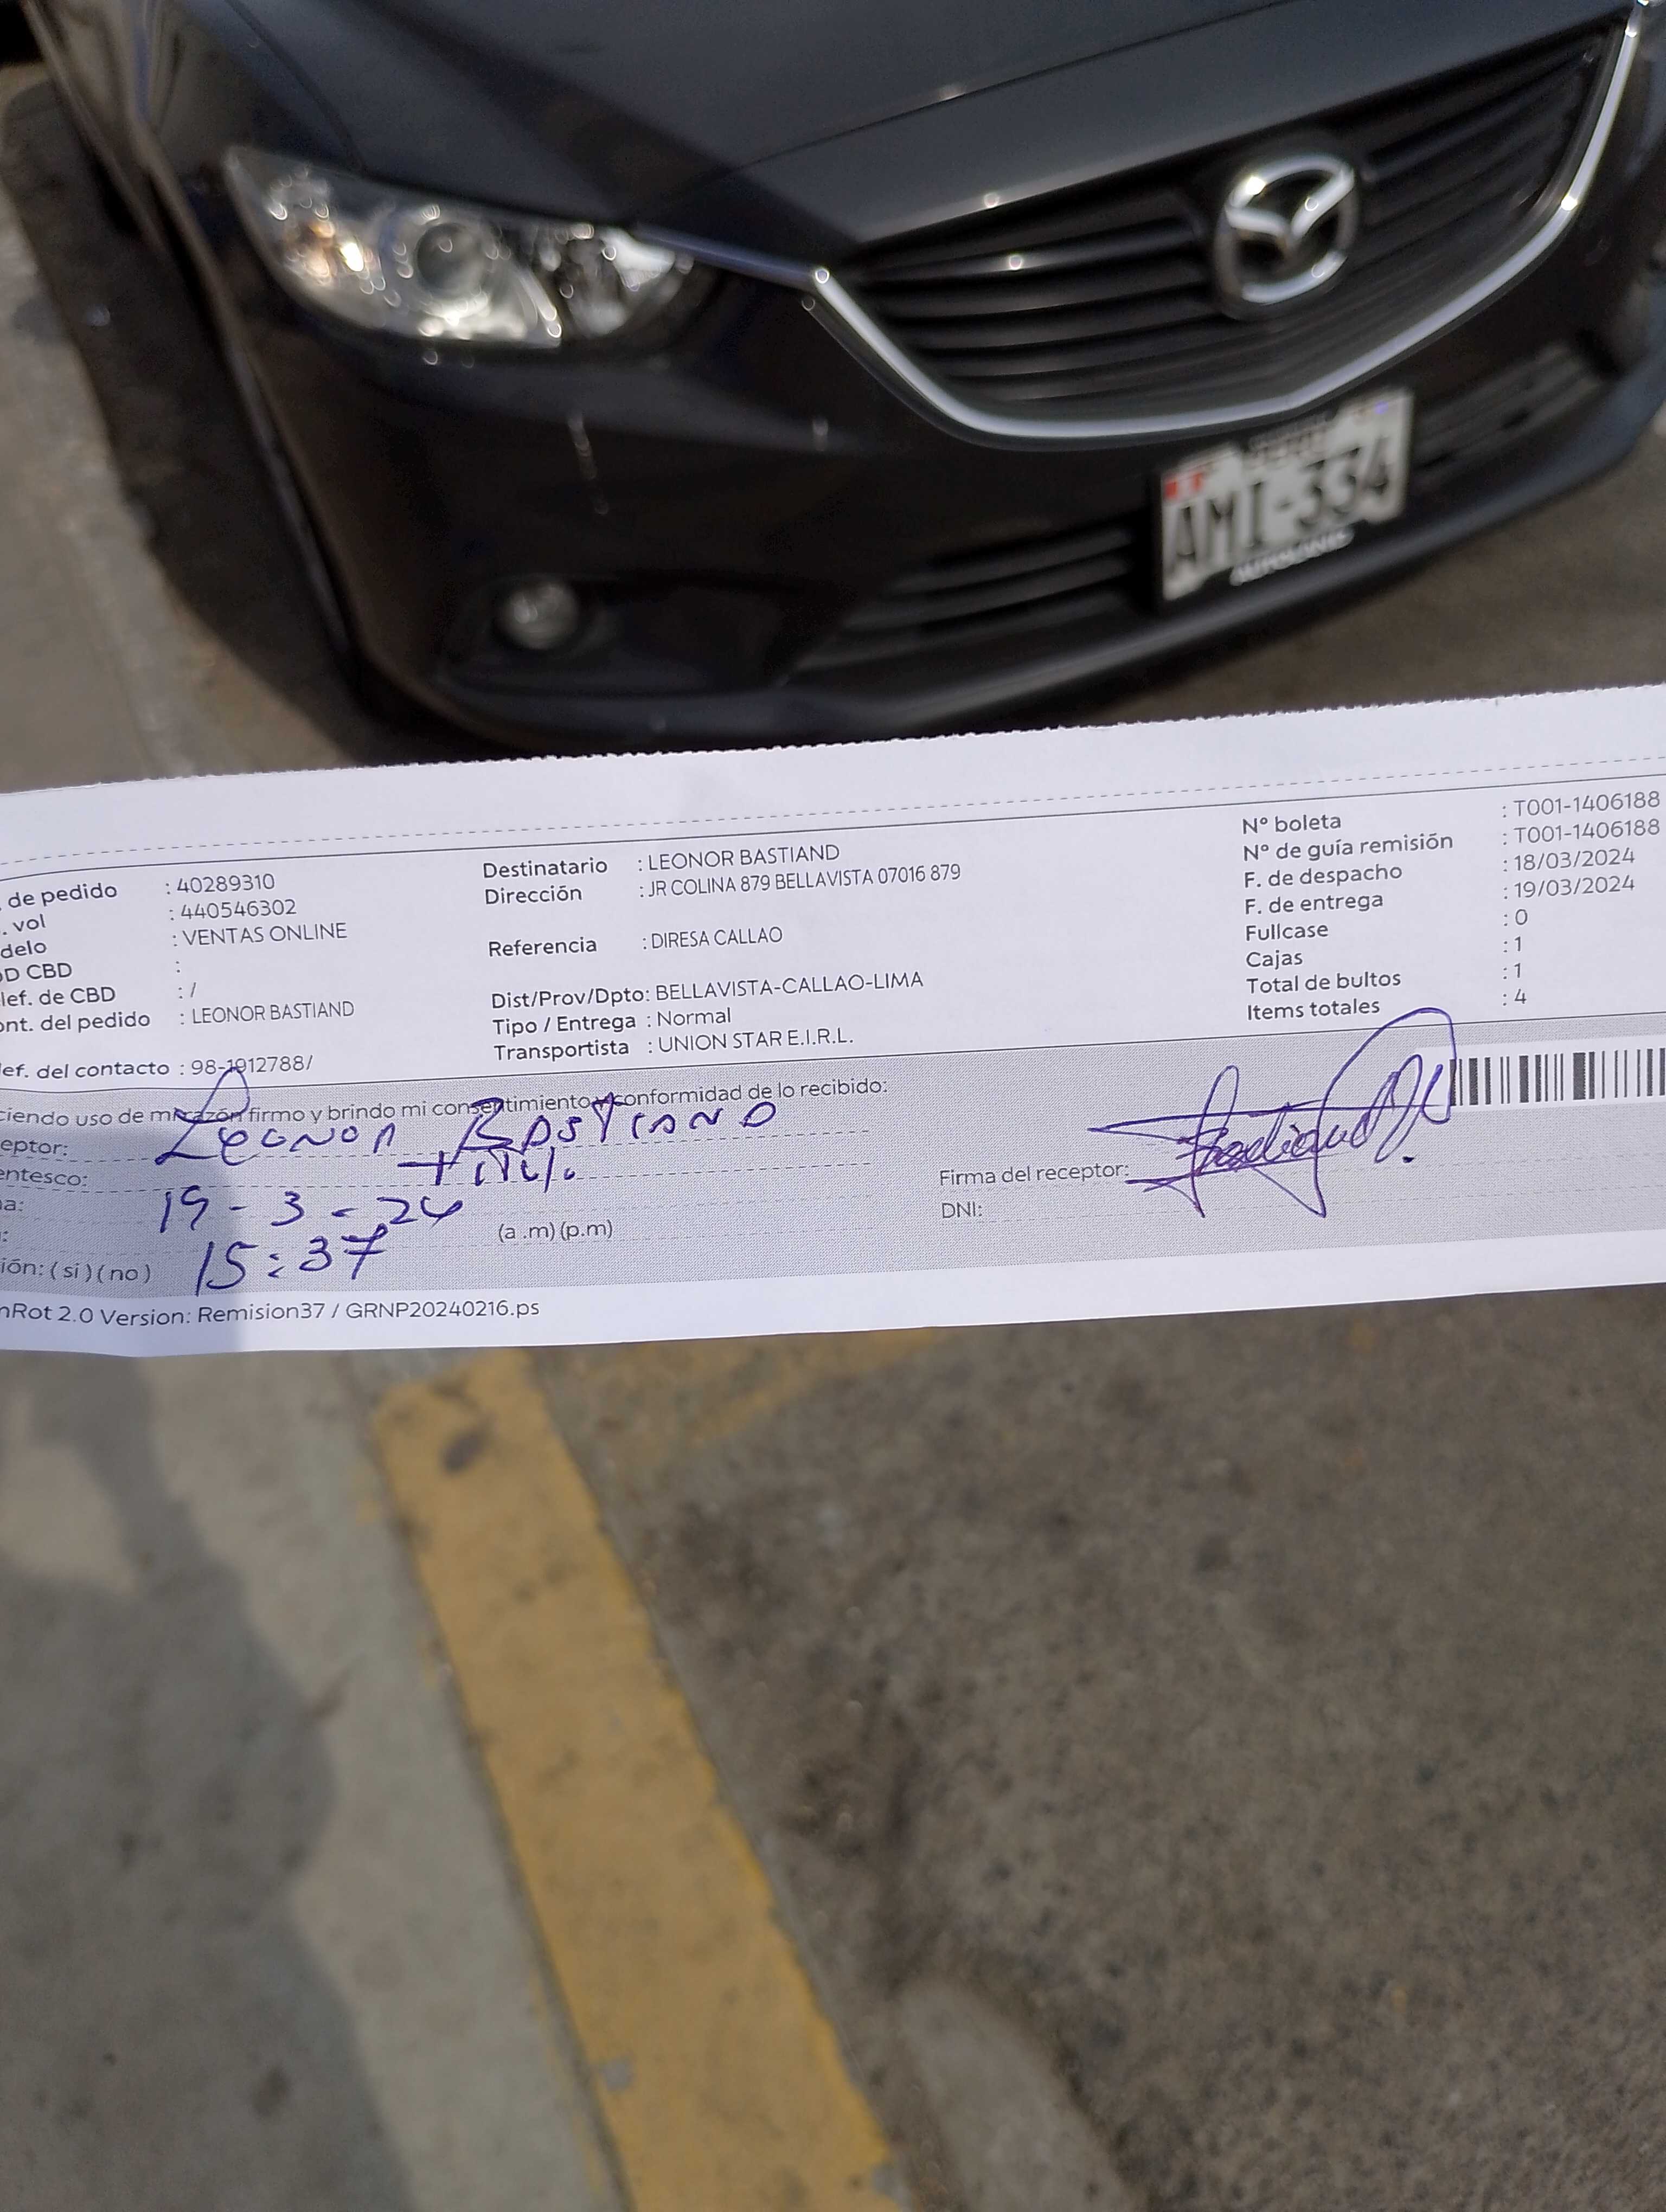 AMI-334
AUTOSONIC
. de pedido : 40289310
. vol : 440546302
delo : VENTAS ONLINE
D CBD :
lef. de CBD : /
ont. del pedido : LEONOR BASTIAND
lef. del contacto : 98-1912788/
Destinatario : LEONOR BASTIAND
Dirección : JR COLINA 879 BELLAVISTA 07016 879
Referencia : DIRESA CALLAO
Dist/Prov/Dpto: BELLAVISTA-CALLAO-LIMA
Tipo / Entrega : Normal
Transportista : UNION STAR E.I.R.L.
Nº boleta : T001-1406188
Nº de guía remisión : T001-1406188
F. de despacho : 18/03/2024
F. de entrega : 19/03/2024
Fullcase : 0
Cajas : 1
Total de bultos : 1
Items totales : 4
ciendo uso de mi razón firmo y brindo mi consentimiento y conformidad de lo recibido:
eptor: LEONOR BASTIAND
entesco:
a: 19 - 3 - 24
: (a .m) (p.m)
ión: ( si ) ( no ) 15:37
Firma del receptor:
DNI:
nRot 2.0 Version: Remision37 / GRNP20240216.ps